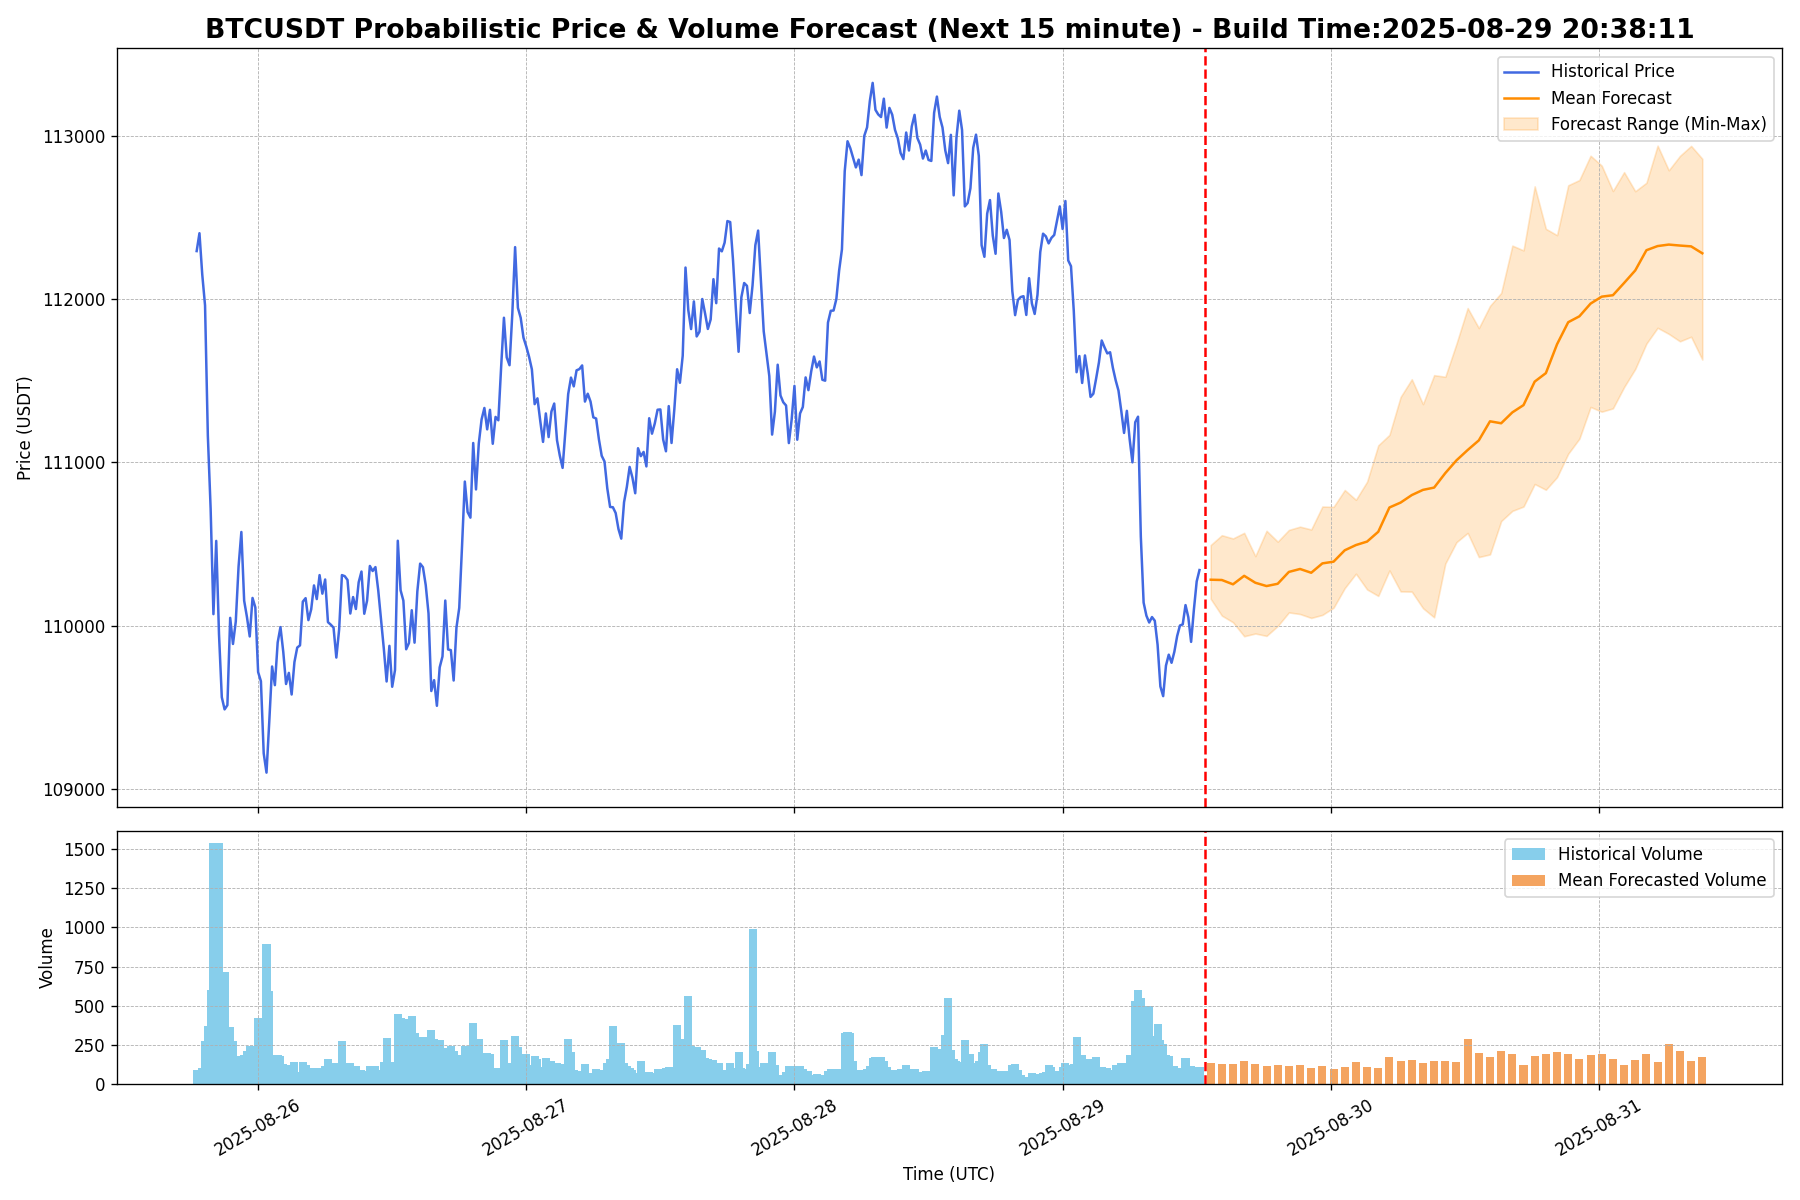 BTCUSDT Probabilistic Price & Volume Forecast (Next 15 minute) - Build Time:2025-08-29 20:38:11
Historical Price
Mean Forecast
Forecast Range (Min-Max)
Price (USDT)
113000
112000
111000
110000
109000
Historical Volume
Mean Forecasted Volume
Volume
1500
1250
1000
750
500
250
0
2025-08-26
2025-08-27
2025-08-28
2025-08-29
2025-08-30
2025-08-31
Time (UTC)